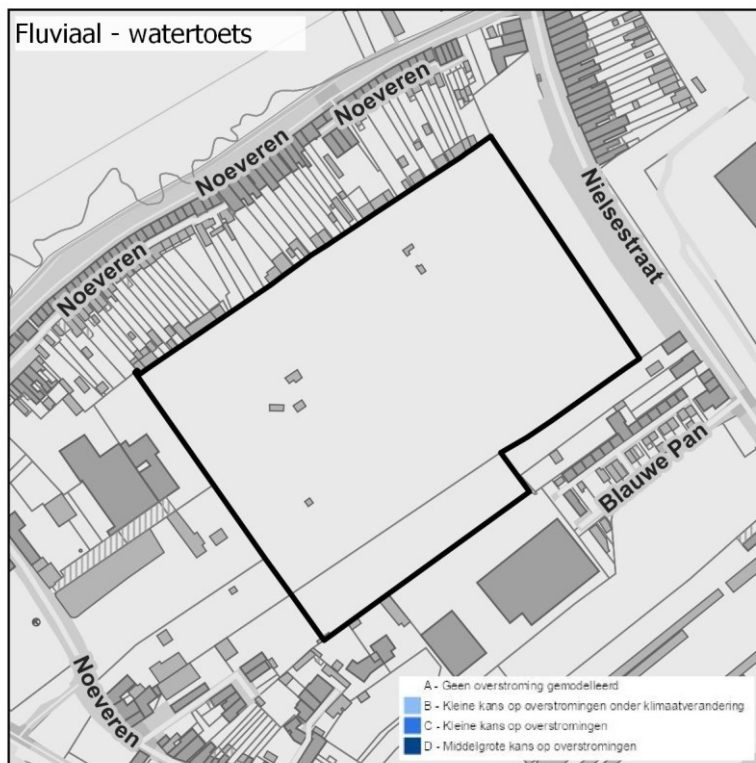 Fluviaal - watertoets
Noeveren
Noeveren
Noeveren
Nielsestraat
Blauwe Pan
Noeveren
A - Geen overstroming gemodelleerd
B - Kleine kans op overstromingen onder klimaatverandering
C - Kleine kans op overstromingen
D - Middelgrote kans op overstromingen